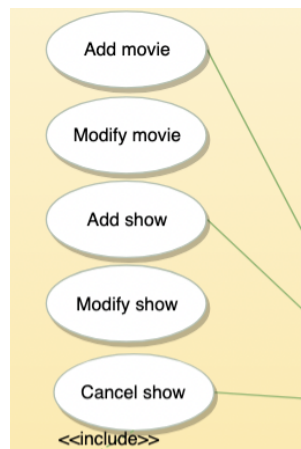 Add movie
Modify movie
Add show
Modify show
Cancel show
<<include>>